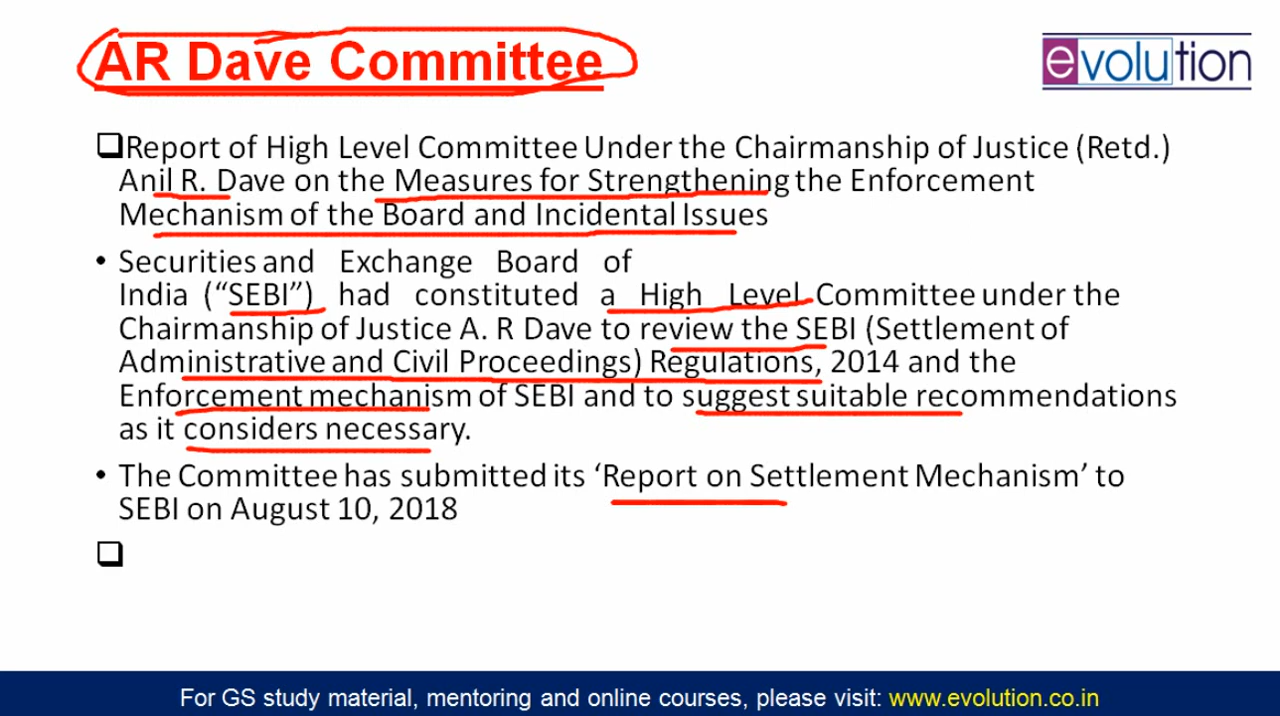 AR Dave Committee
evolution
❑Report of High Level Committee Under the Chairmanship of Justice (Retd.)
Anil R. Dave on the Measures for Strengthening the Enforcement
Mechanism of the Board and Incidental Issues
• Securities and Exchange Board of
India (“SEBI”) had constituted a High Level Committee under the
Chairmanship of Justice A. R Dave to review the SEBI (Settlement of
Administrative and Civil Proceedings) Regulations, 2014 and the
Enforcement mechanism of SEBI and to suggest suitable recommendations
as it considers necessary.
• The Committee has submitted its ‘Report on Settlement Mechanism’ to
SEBI on August 10, 2018
❑
For GS study material, mentoring and online courses, please visit: www.evolution.co.in